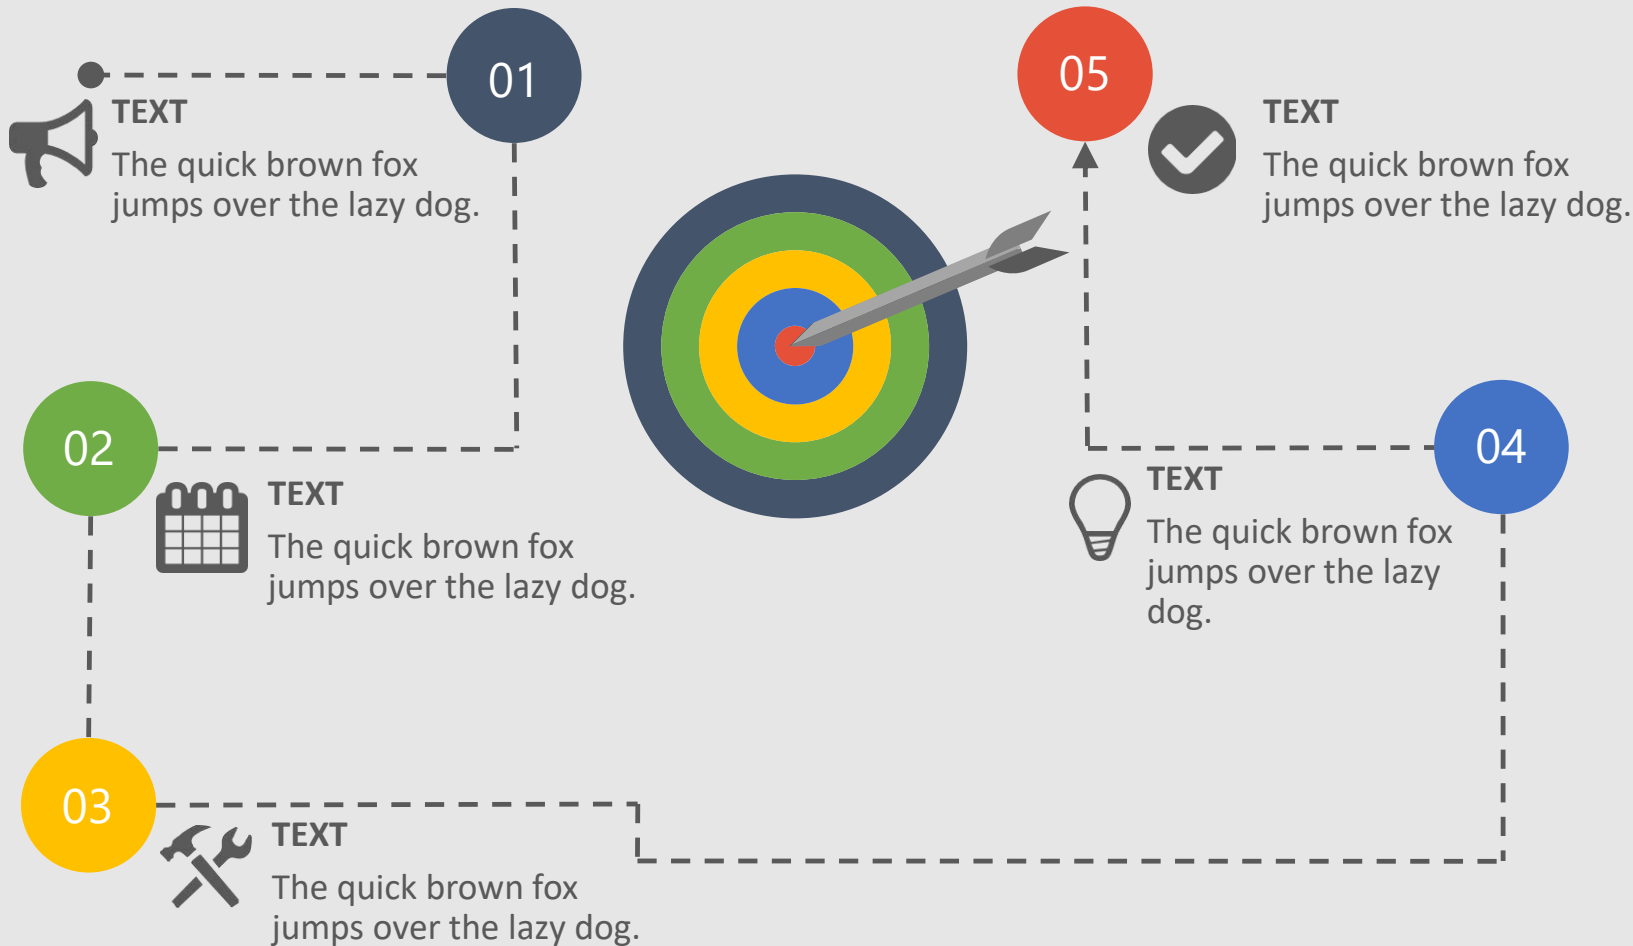 01
TEXT
The quick brown fox
jumps over the lazy dog.
02
TEXT
The quick brown fox
jumps over the lazy dog.
03
TEXT
The quick brown fox
jumps over the lazy dog.
04
TEXT
The quick brown fox
jumps over the lazy
dog.
05
TEXT
The quick brown fox
jumps over the lazy dog.